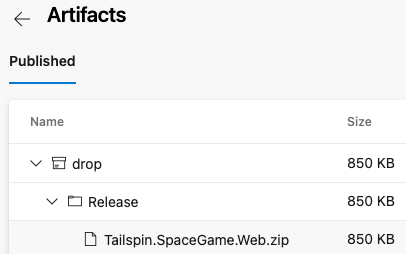 Artifacts
Published
Name Size
drop 850 KB
Release 850 KB
Tailspin.SpaceGame.Web.zip 850 KB